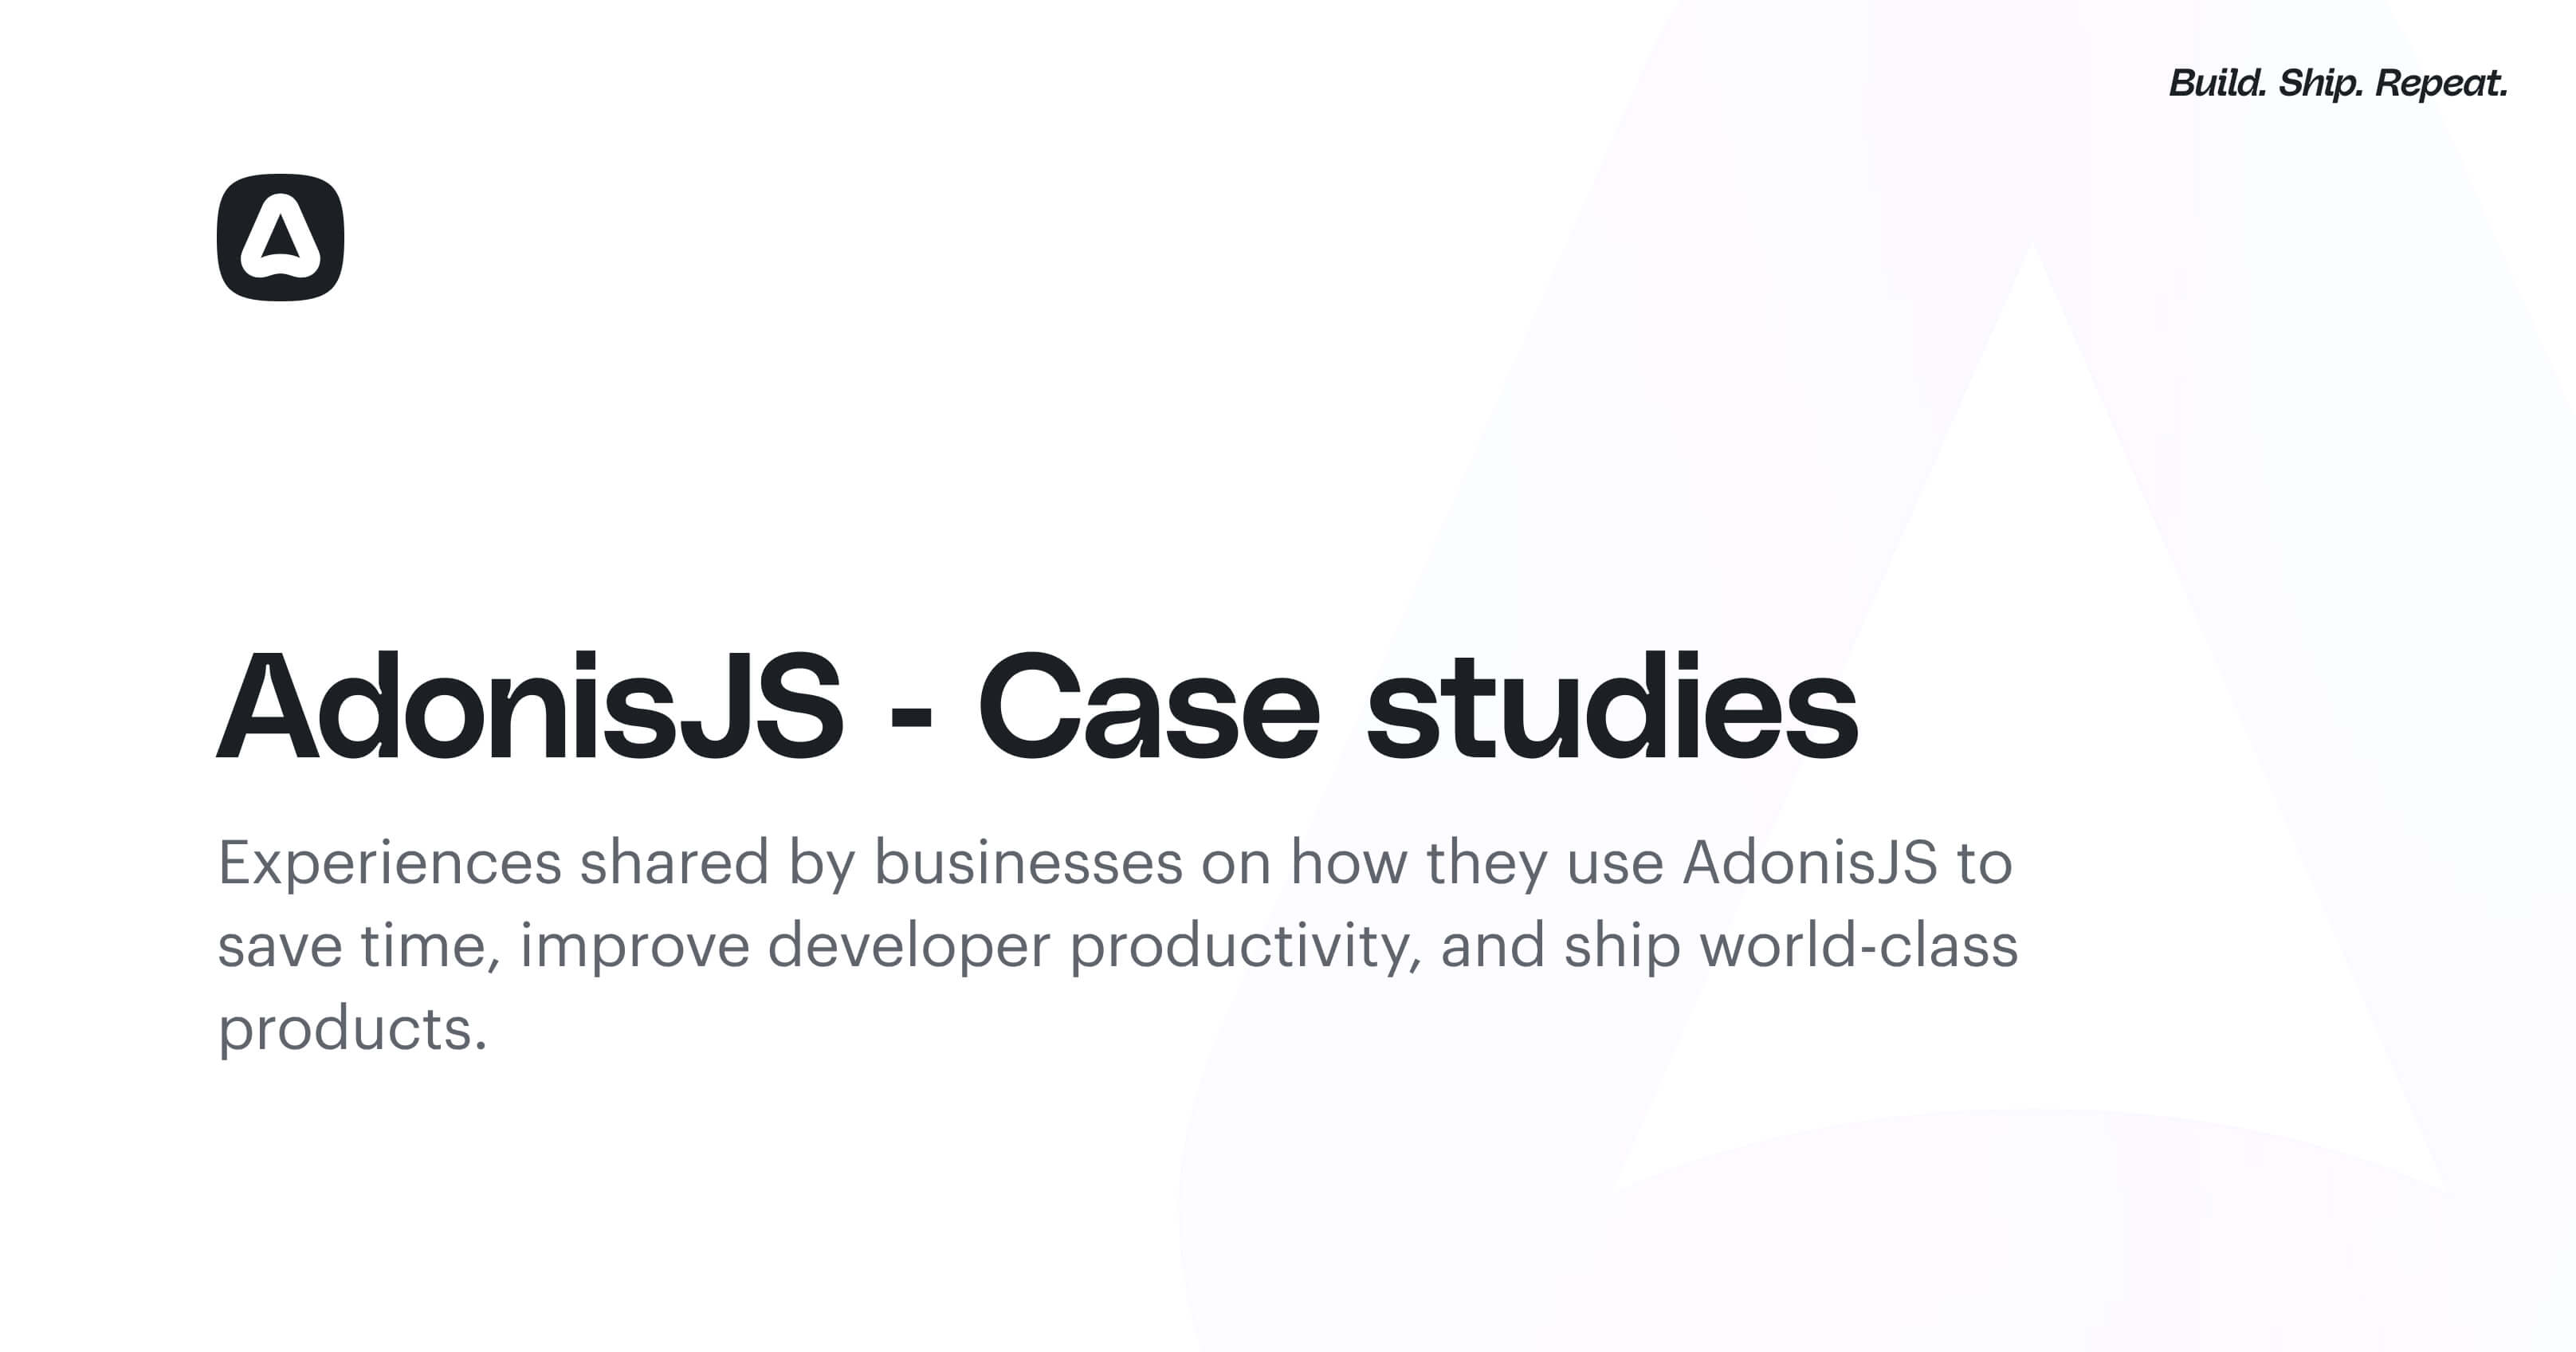 Build. Ship. Repeat.
AdonisJS - Case studies
Experiences shared by businesses on how they use AdonisJS to
save time, improve developer productivity, and ship world-class
products.